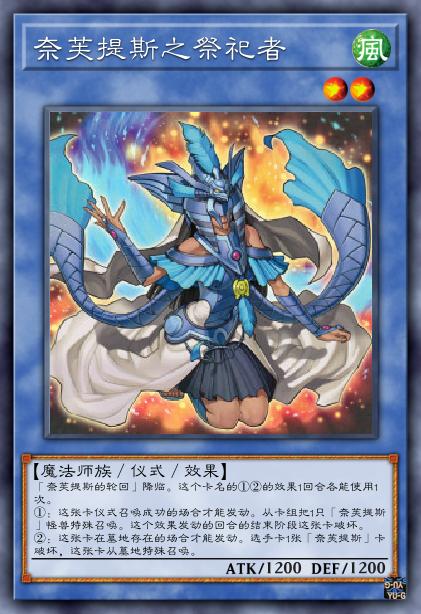 奈芙提斯之祭祀者
風
【魔法师族/仪式/效果】
「奈芙提斯的轮回」降临。这个卡名的①②的效果1回合各能使用1
次。
①：这张卡仪式召唤成功的场合才能发动。从卡组把1只「奈芙提斯」
怪兽特殊召唤。这个效果发动的回合的结束阶段这张卡破坏。
②：这张卡在墓地存在的场合才能发动。选手卡1张「奈芙提斯」卡
破坏，这张卡从墓地特殊召唤。
ATK/1200 DEF/1200